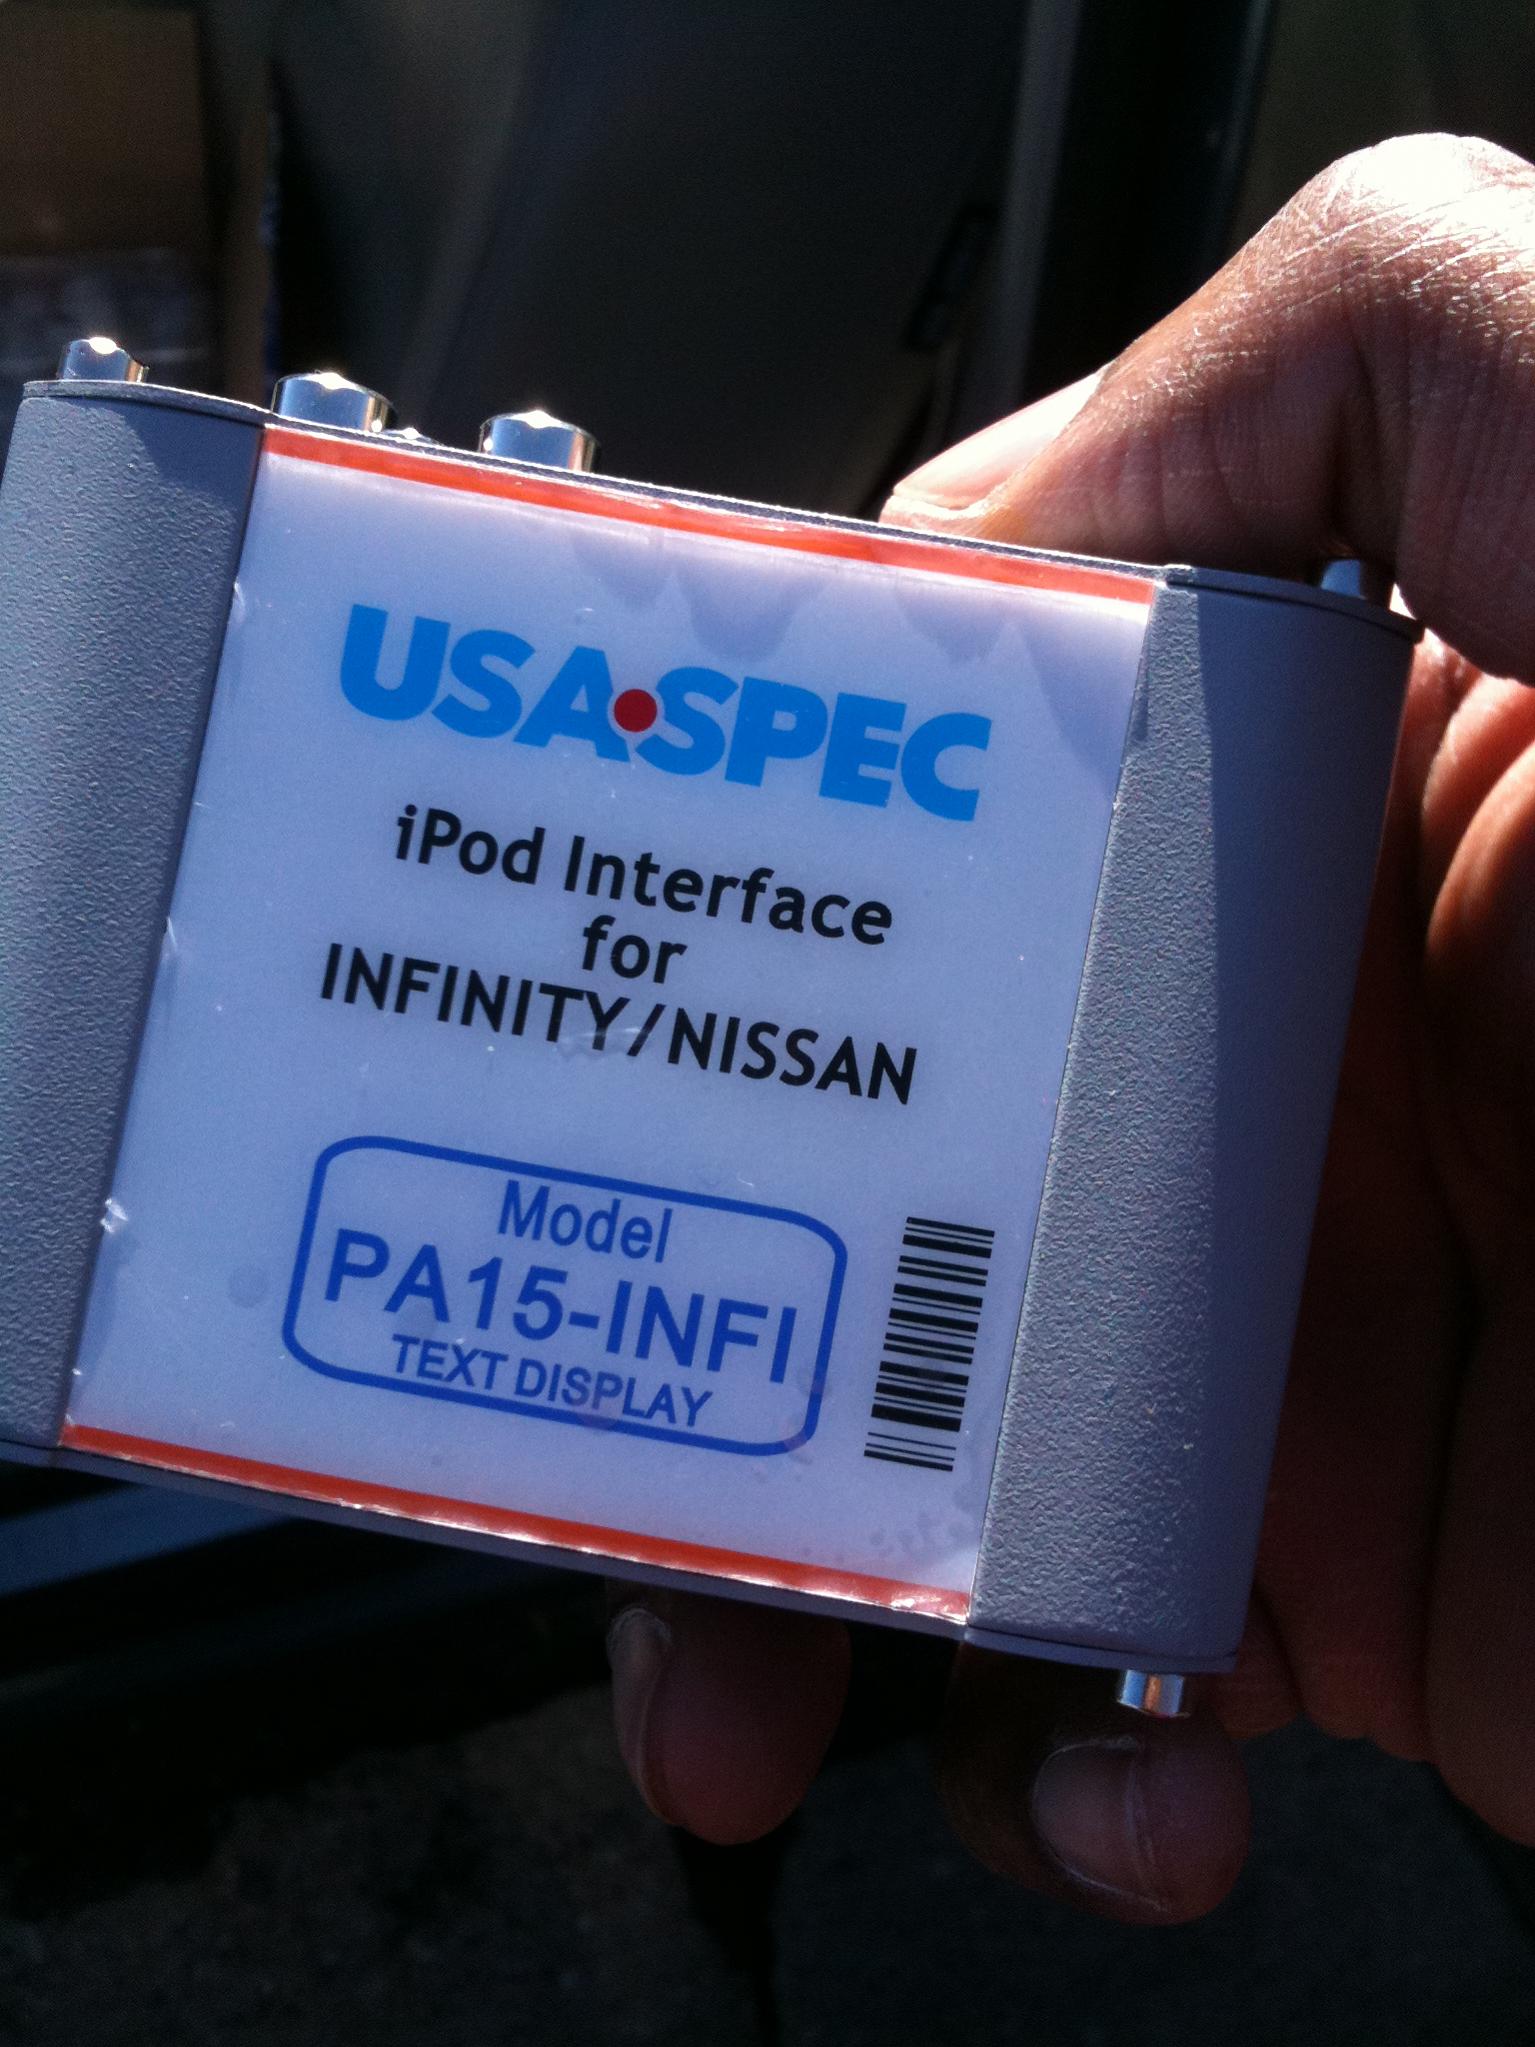 USA SPEC
iPod Interface
for
INFINITY/NISSAN
Model
PA15-INFI
TEXT DISPLAY